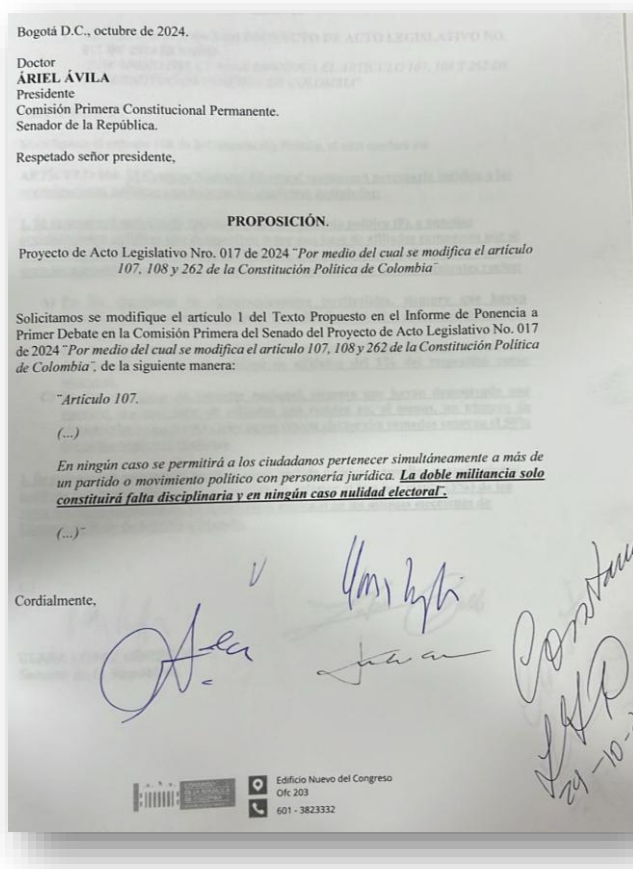 Bogotá D.C., octubre de 2024.
Doctor
ÁRIEL ÁVILA
Presidente
Comisión Primera Constitucional Permanente.
Senador de la República.
Respetado señor presidente,
PROPOSICIÓN.
Proyecto de Acto Legislativo Nro. 017 de 2024 ¨Por medio del cual se modifica el artículo
107, 108 y 262 de la Constitución Política de Colombia¨
Solicitamos se modifique el artículo 1 del Texto Propuesto en el Informe de Ponencia a
Primer Debate en la Comisión Primera del Senado del Proyecto de Acto Legislativo No. 017
de 2024 ¨Por medio del cual se modifica el artículo 107, 108 y 262 de la Constitución Política
de Colombia¨, de la siguiente manera:
¨Artículo 107.
(...)
En ningún caso se permitirá a los ciudadanos pertenecer simultáneamente a más de
un partido o movimiento político con personería jurídica. La doble militancia solo
constituirá falta disciplinaria y en ningún caso nulidad electoral¨.
(...)¨
Cordialmente,
Edificio Nuevo del Congreso
Ofc 203
601 - 3823332